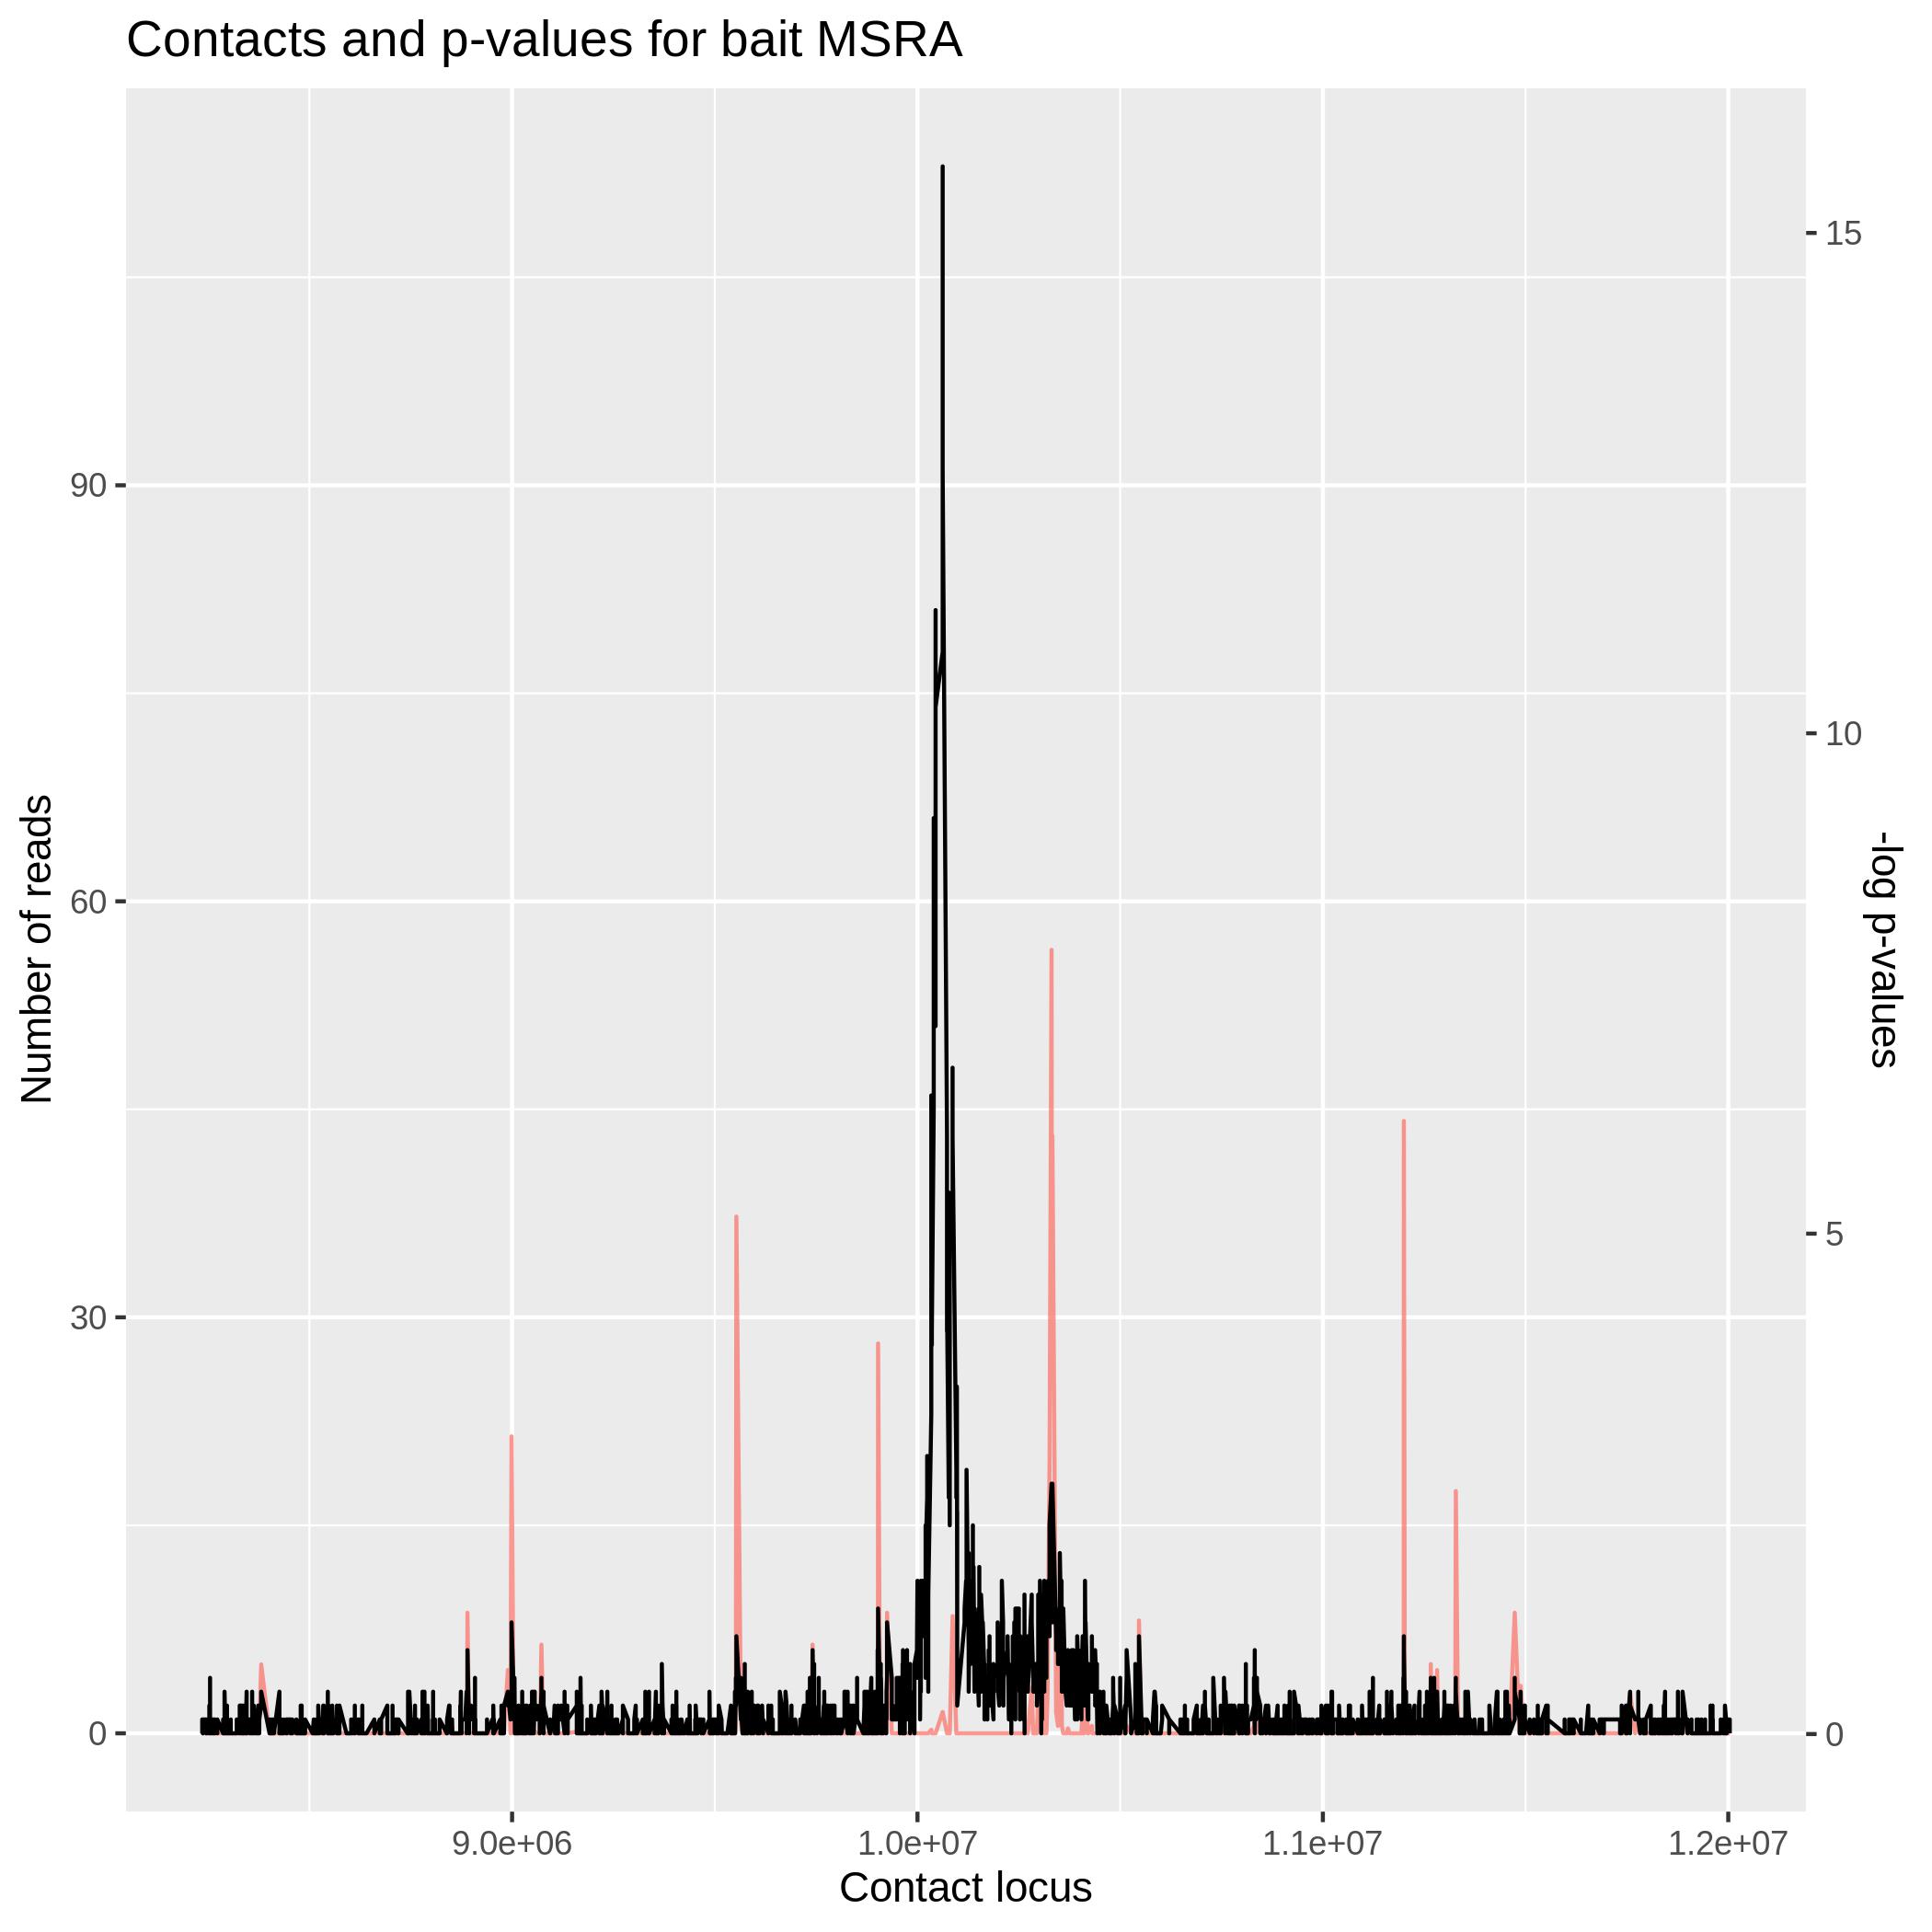 Contacts and p-values for bait MSRA
Number of reads
90
60
30
0
15
10
5
0
-log p-values
9.0e+06
1.0e+07
1.1e+07
1.2e+07
Contact locus